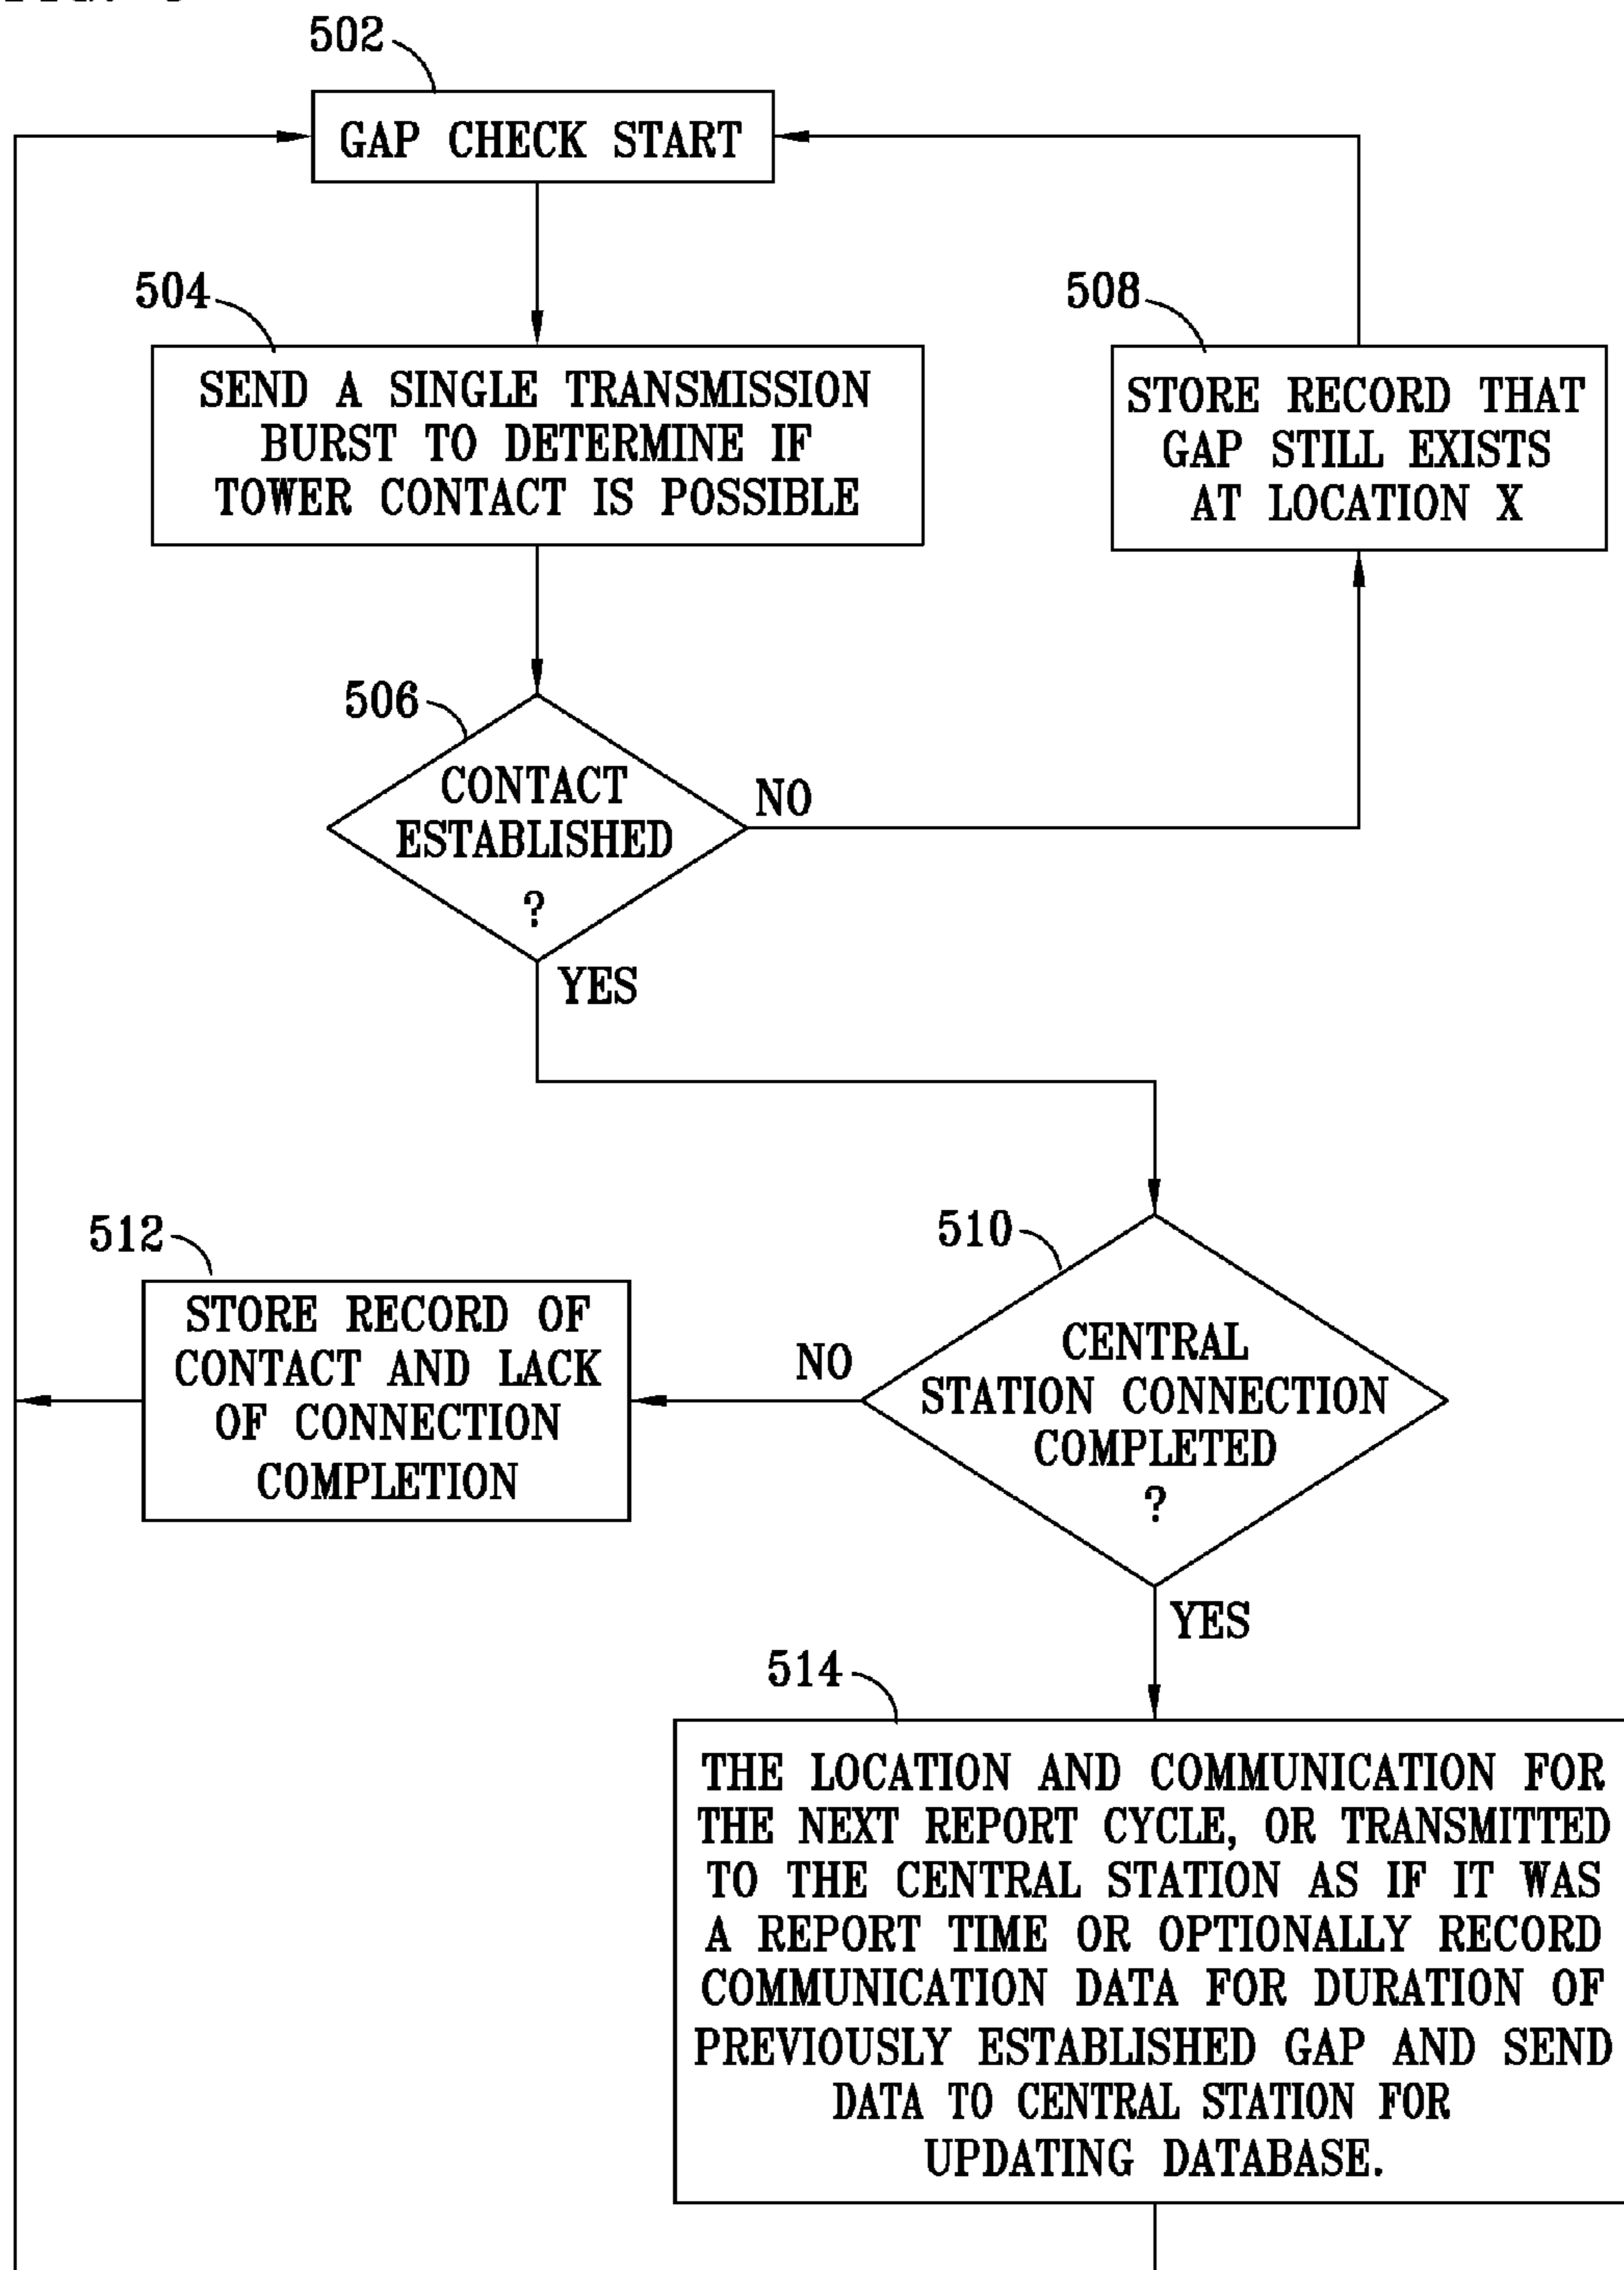 502
GAP CHECK START
504
SEND A SINGLE TRANSMISSION
BURST TO DETERMINE IF
TOWER CONTACT IS POSSIBLE
508
STORE RECORD THAT
GAP STILL EXISTS
AT LOCATION X
506
CONTACT
ESTABLISHED
?
NO
YES
510
CENTRAL
STATION CONNECTION
COMPLETED
?
NO
512
STORE RECORD OF
CONTACT AND LACK
OF CONNECTION
COMPLETION
YES
514
THE LOCATION AND COMMUNICATION FOR
THE NEXT REPORT CYCLE, OR TRANSMITTED
TO THE CENTRAL STATION AS IF IT WAS
A REPORT TIME OR OPTIONALLY RECORD
COMMUNICATION DATA FOR DURATION OF
PREVIOUSLY ESTABLISHED GAP AND SEND
DATA TO CENTRAL STATION FOR
UPDATING DATABASE.